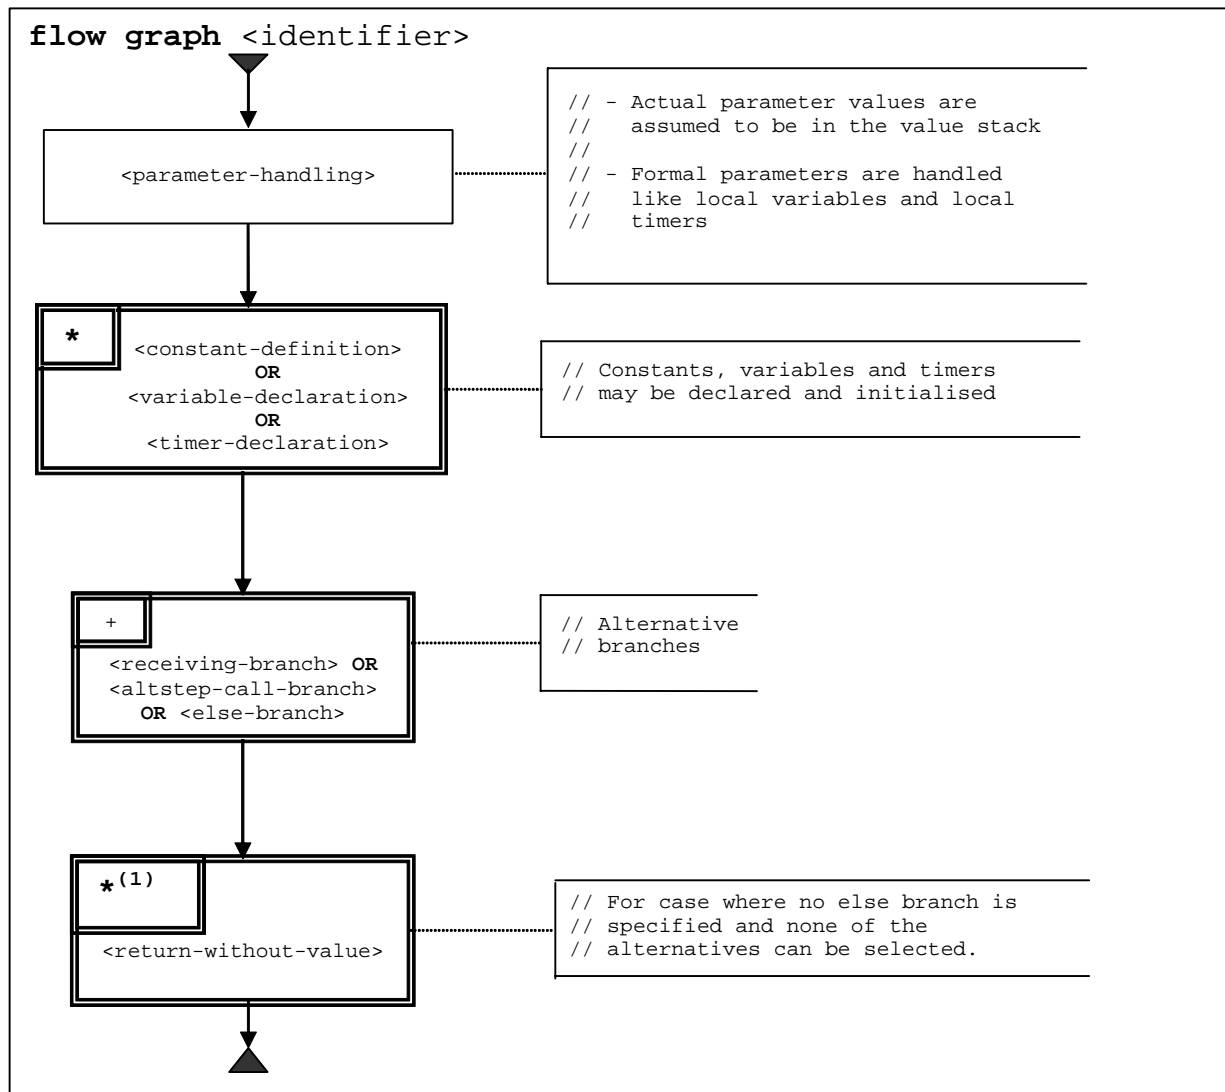 flow graph <identifier>
<parameter-handling>
// - Actual parameter values are
// assumed to be in the value stack
//
// - Formal parameters are handled
// like local variables and local
// timers
*
<constant-definition>
OR
<variable-declaration>
OR
<timer-declaration>
// Constants, variables and timers
// may be declared and initialised
+
<receiving-branch> OR
<altstep-call-branch>
OR <else-branch>
// Alternative
// branches
*(1)
<return-without-value>
// For case where no else branch is
// specified and none of the
// alternatives can be selected.